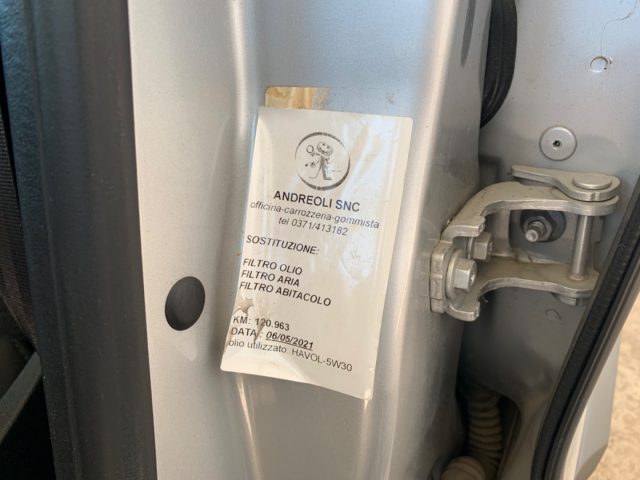 ANDREOLI SNC
officina-carrozzeria-gommista
tel 0371/413182
SOSTITUZIONE:
FILTRO OLIO
FILTRO ARIA
FILTRO ABITACOLO
KM: 120.963
DATA: 06/05/2021
olio utilizzato: HAVOL-5W30